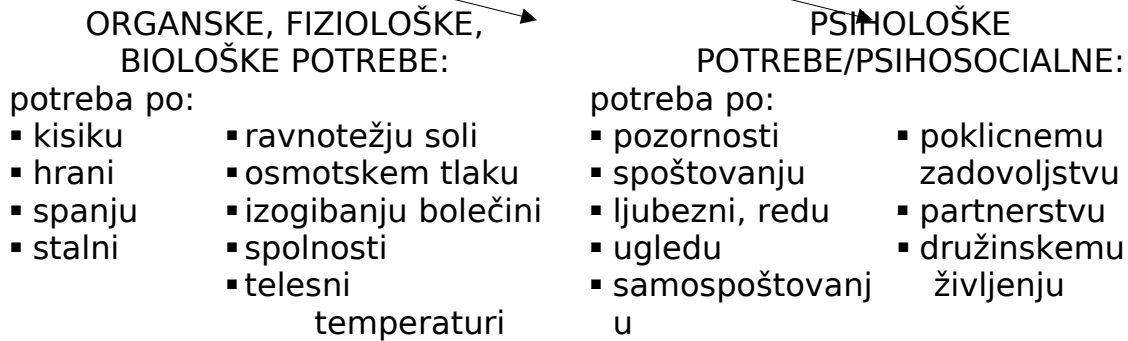 ORGANSKE, FIZIOLOŠKE,
BIOLOŠKE POTREBE:
potreba po:
▪ kisiku
▪ hrani
▪ spanju
▪ stalni
▪ ravnotežju soli
▪ osmotskem tlaku
▪ izogibanju bolečini
▪ spolnosti
▪ telesni
temperaturi
PSIHOLOŠKE
POTREBE/PSIHOSOCIALNE:
potreba po:
▪ pozornosti
▪ spoštovanju
▪ ljubezni, redu
▪ ugledu
▪ samospoštovanj
u
▪ poklicnemu
zadovoljstvu
▪ partnerstvu
▪ družinskemu
življenju